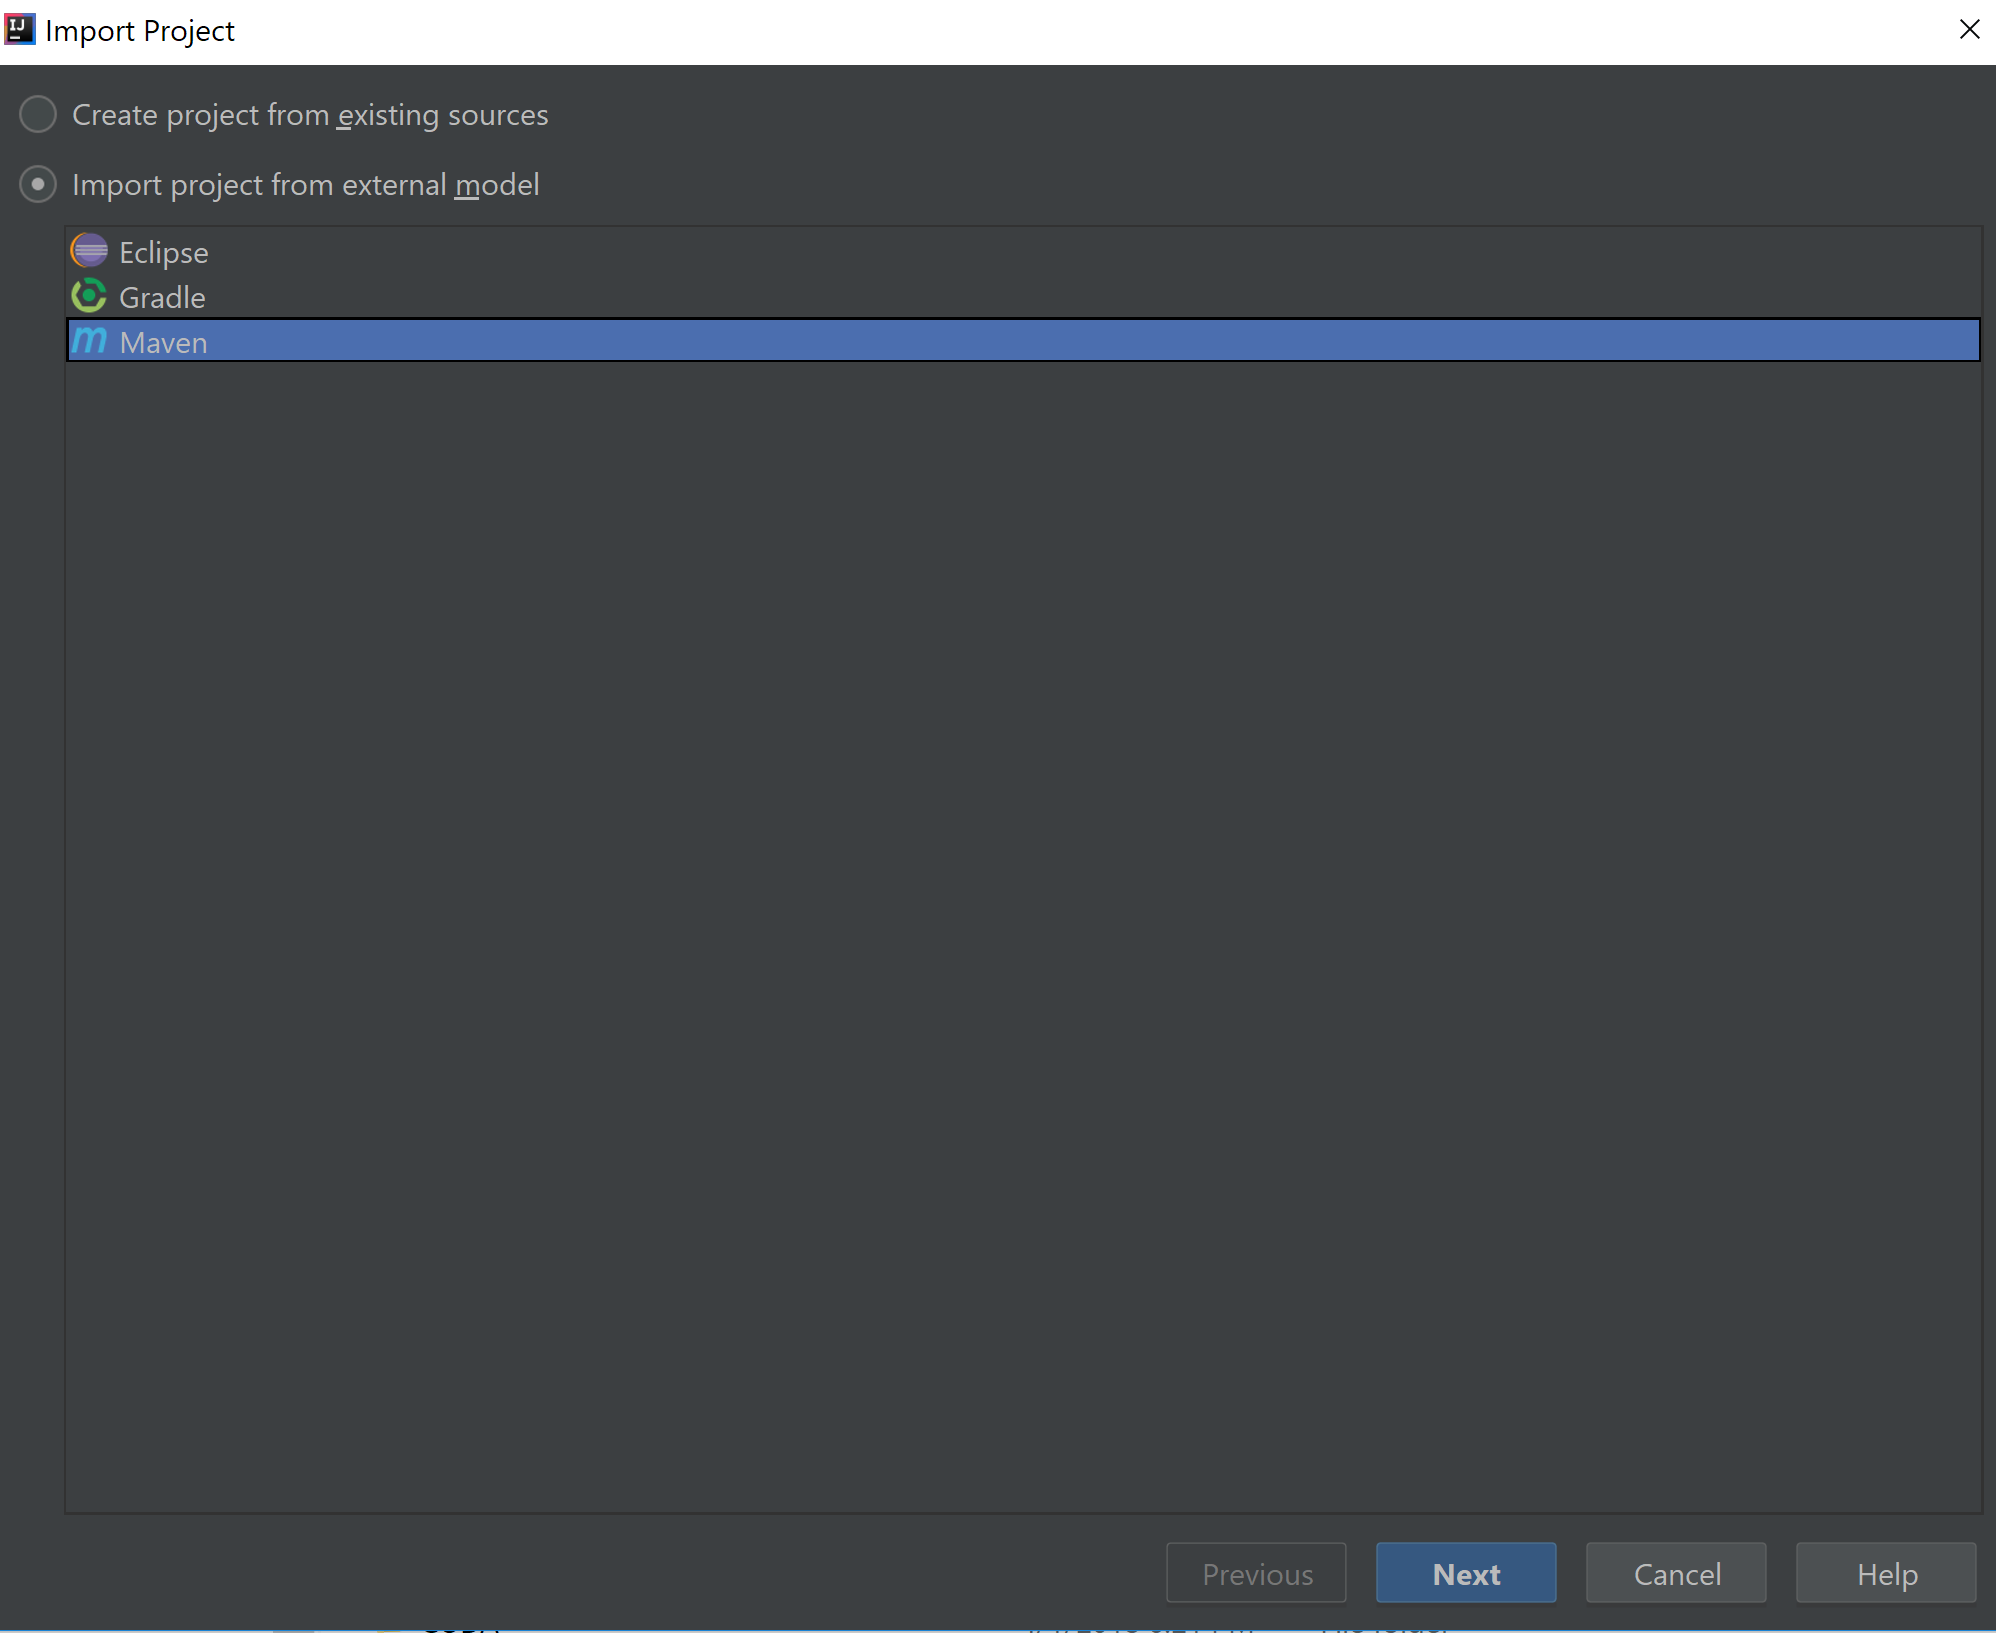 IJ
Import Project
Create project from existing sources
Import project from external model
Eclipse
Gradle
m Maven
Previous Next Cancel Help